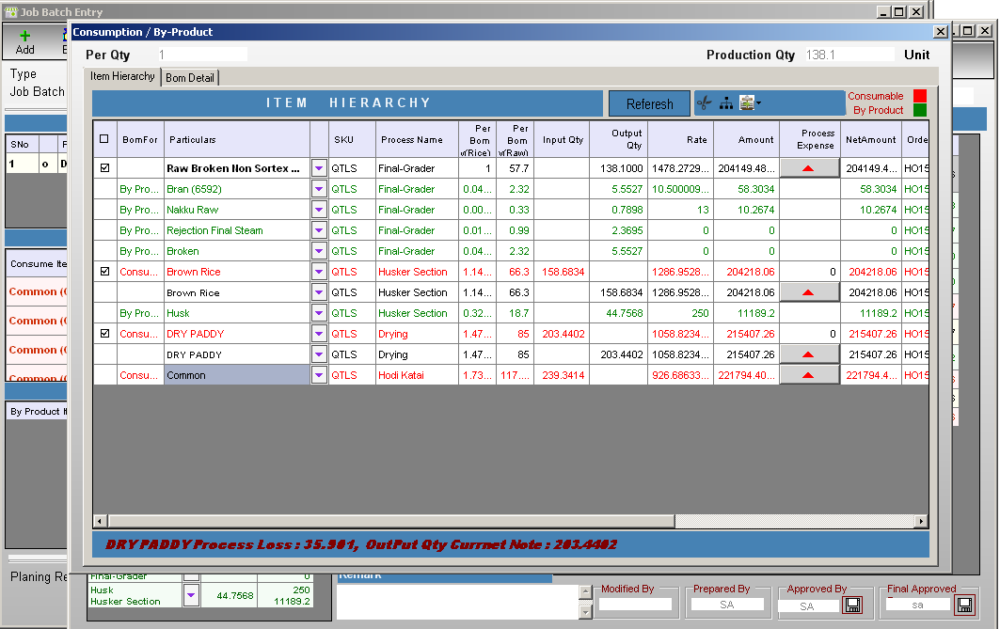 Job Batch Entry
Add
Type
Job Batch
SNo
1 o
Consume Ite
Common (
Common (
Common (
Common (
By Product I
Planing Re
Consumption / By-Product
Per Qty 1 Production Qty 138.1 Unit
Item Hierarchy Bom Detail
ITEM HIERARCHY Referesh Consumable
By Product
BomFor Particulars SKU Process Name Per Bom v(Rice) Per Bom v(Raw) Input Qty Output Qty Rate Amount Process Expense NetAmount Orde
Raw Broken Non Sortex ... QTLS Final-Grader 1 57.7 138.1000 1478.2729... 204149.48... 204149.4... HO15
By Pro... Bran (6592) QTLS Final-Grader 0.04... 2.32 5.5527 10.500009... 58.3034 58.3034 HO15
By Pro... Nakku Raw QTLS Final-Grader 0.00... 0.33 0.7898 13 10.2674 10.2674 HO15
By Pro... Rejection Final Steam QTLS Final-Grader 0.01... 0.99 2.3695 0 0 0 HO15
By Pro... Broken QTLS Final-Grader 0.04... 2.32 5.5527 0 0 0 HO15
Consu... Brown Rice QTLS Husker Section 1.14... 66.3 158.6834 1286.9528... 204218.06 0 204218.06 HO15
Brown Rice QTLS Husker Section 1.14... 66.3 158.6834 1286.9528... 204218.06 204218.06 HO15
By Pro... Husk QTLS Husker Section 0.32... 18.7 44.7568 250 11189.2 11189.2 HO15
Consu... DRY PADDY QTLS Drying 1.47... 85 203.4402 1058.8234... 215407.26 0 215407.26 HO15
DRY PADDY QTLS Drying 1.47... 85 203.4402 1058.8234... 215407.26 215407.26 HO15
Consu... Common QTLS Hodi Katai 1.73... 117.... 239.3414 926.68633... 221794.40... 221794.4... HO15
DRY PADDY Process Loss : 35.901, OutPut Qty Currnet Note : 203.4402
Final-Grader 0
Husk
Husker Section 44.7568 250
11189.2
Remark
Modified By Prepared By Approved By Final Approved
SA SA sa